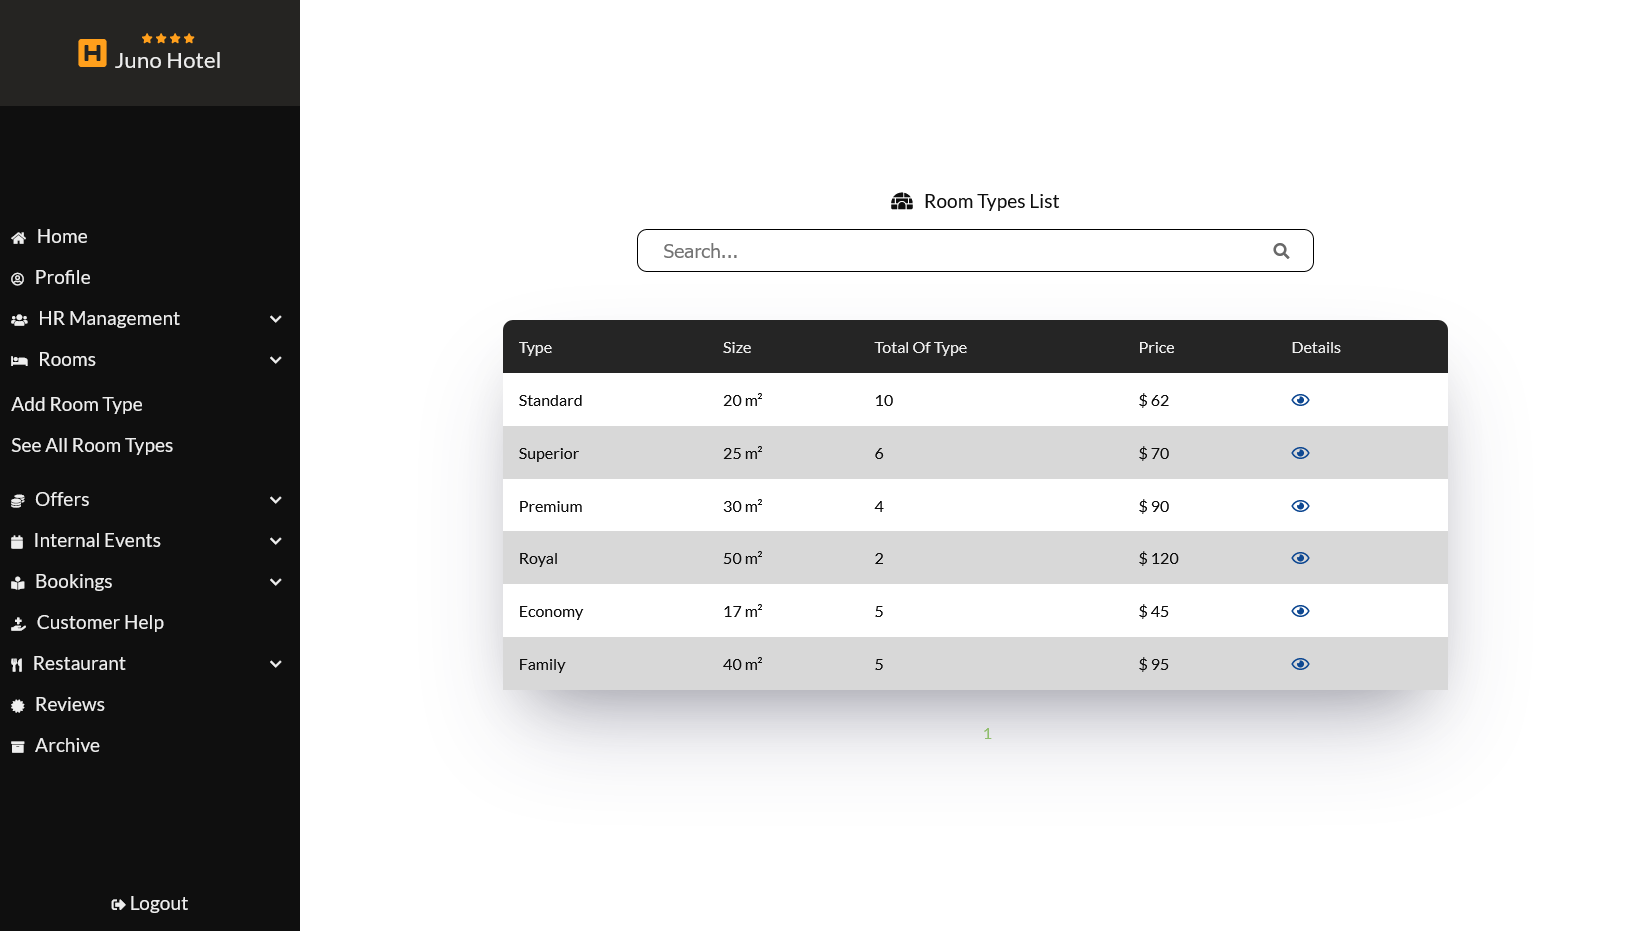 Juno Hotel
Home
Profile
HR Management
Rooms
Add Room Type
See All Room Types
Offers
Internal Events
Bookings
Customer Help
Restaurant
Reviews
Archive
Logout
Room Types List
Search...
Type Size Total Of Type Price Details
Standard 20 m² 10 $ 62
Superior 25 m² 6 $ 70
Premium 30 m² 4 $ 90
Royal 50 m² 2 $ 120
Economy 17 m² 5 $ 45
Family 40 m² 5 $ 95
1